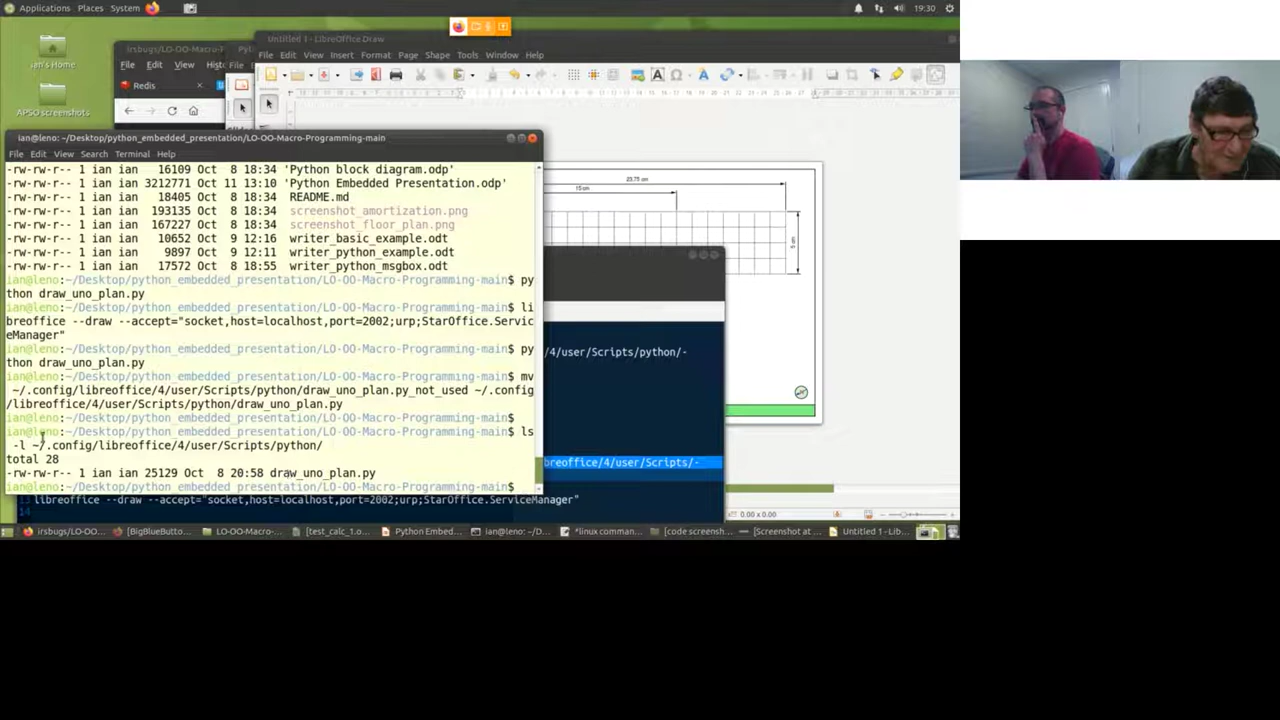 Applications Places System
19:30
Untitled 1 - LibreOffice Draw
irsbugs/LO-OO-Macro-P
File Edit View Insert Format Page Shape Tools Window Help
File Edit View Hist
ian's Home
Redis
APSO screenshots
ian@leno: ~/Desktop/python_embedded_presentation/LO-OO-Macro-Programming-main
File Edit View Search Terminal Help
-rw-rw-r-- 1 ian ian 16109 Oct 8 18:34 'Python block diagram.odp'
-rw-rw-r-- 1 ian ian 3212771 Oct 11 13:10 'Python Embedded Presentation.odp'
-rw-rw-r-- 1 ian ian 18405 Oct 8 18:34 README.md
-rw-rw-r-- 1 ian ian 193135 Oct 8 18:34 screenshot_amortization.png
-rw-rw-r-- 1 ian ian 167227 Oct 8 18:34 screenshot_floor_plan.png
-rw-rw-r-- 1 ian ian 10652 Oct 9 12:16 writer_basic_example.odt
-rw-rw-r-- 1 ian ian 9897 Oct 9 12:11 writer_python_example.odt
-rw-rw-r-- 1 ian ian 17572 Oct 8 18:55 writer_python_msgbox.odt
ian@leno:~/Desktop/python_embedded_presentation/LO-OO-Macro-Programming-main$ py
thon draw_uno_plan.py
ian@leno:~/Desktop/python_embedded_presentation/LO-OO-Macro-Programming-main$ li
breoffice --draw --accept="socket,host=localhost,port=2002;urp;StarOffice.Servic
eManager"
ian@leno:~/Desktop/python_embedded_presentation/LO-OO-Macro-Programming-main$ py
thon draw_uno_plan.py
ian@leno:~/Desktop/python_embedded_presentation/LO-OO-Macro-Programming-main$ mv
~/.config/libreoffice/4/user/Scripts/python/draw_uno_plan.py_not_used ~/.config
/libreoffice/4/user/Scripts/python/draw_uno_plan.py
ian@leno:~/Desktop/python_embedded_presentation/LO-OO-Macro-Programming-main$
ian@leno:~/Desktop/python_embedded_presentation/LO-OO-Macro-Programming-main$ ls
-l ~/.config/libreoffice/4/user/Scripts/python/
total 28
-rw-rw-r-- 1 ian ian 25129 Oct 8 20:58 draw_uno_plan.py
ian@leno:~/Desktop/python_embedded_presentation/LO-OO-Macro-Programming-main$
23.75 cm
15cm
5 cm
4/user/Scripts/python/-
breoffice/4/user/Scripts/-
libreoffice --draw --accept="socket,host=localhost,port=2002;urp;StarOffice.ServiceManager"
14
0.00 x 0.00
irsbugs/LO-OO... [BigBlueButto... LO-OO-Macro-... [test_calc_1.o... Python Embed... ian@leno: ~/D... *linux comman... [code screensh... [Screenshot at ... Untitled 1 - Lib...